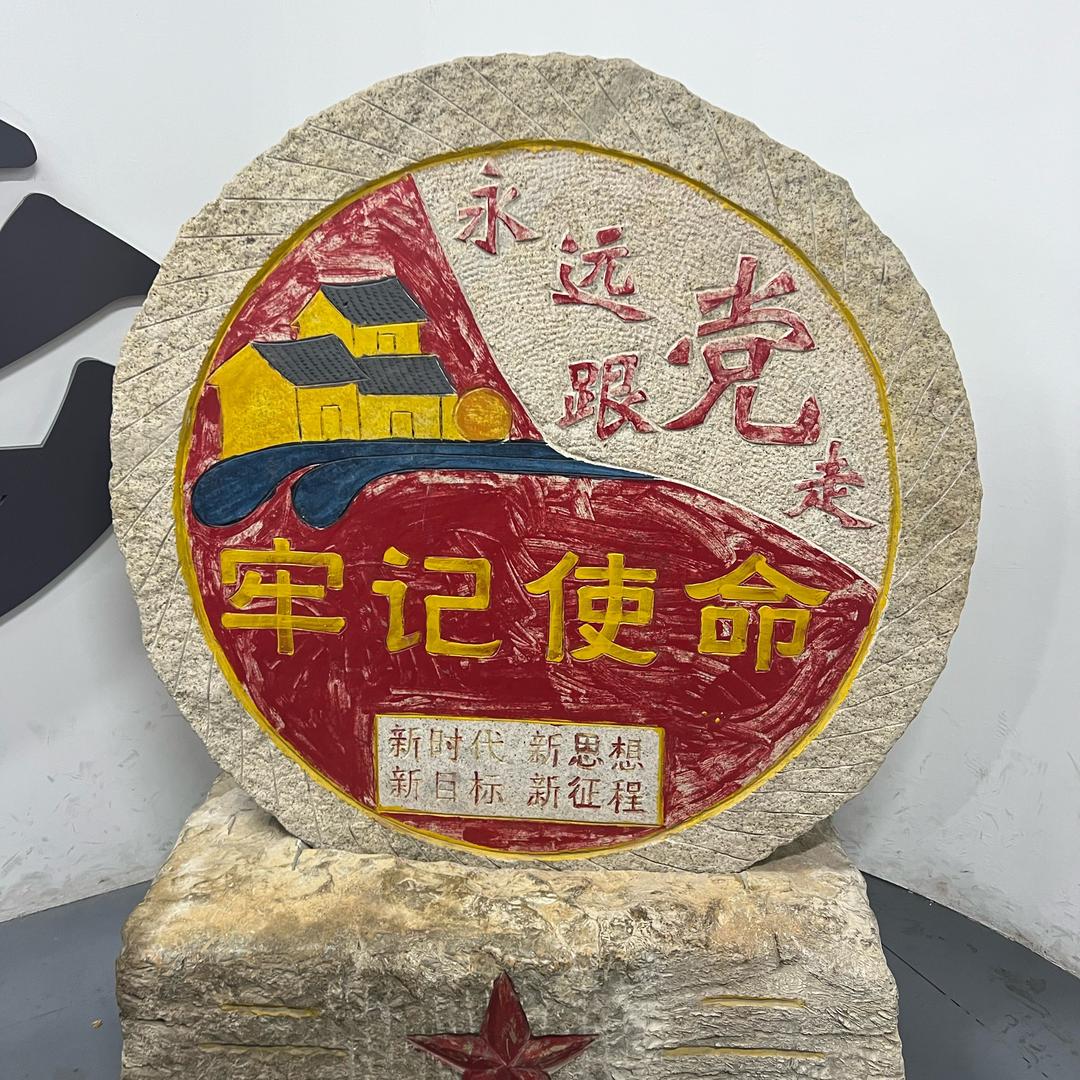 永远跟党走
牢记使命
新时代 新思想
新目标 新征程